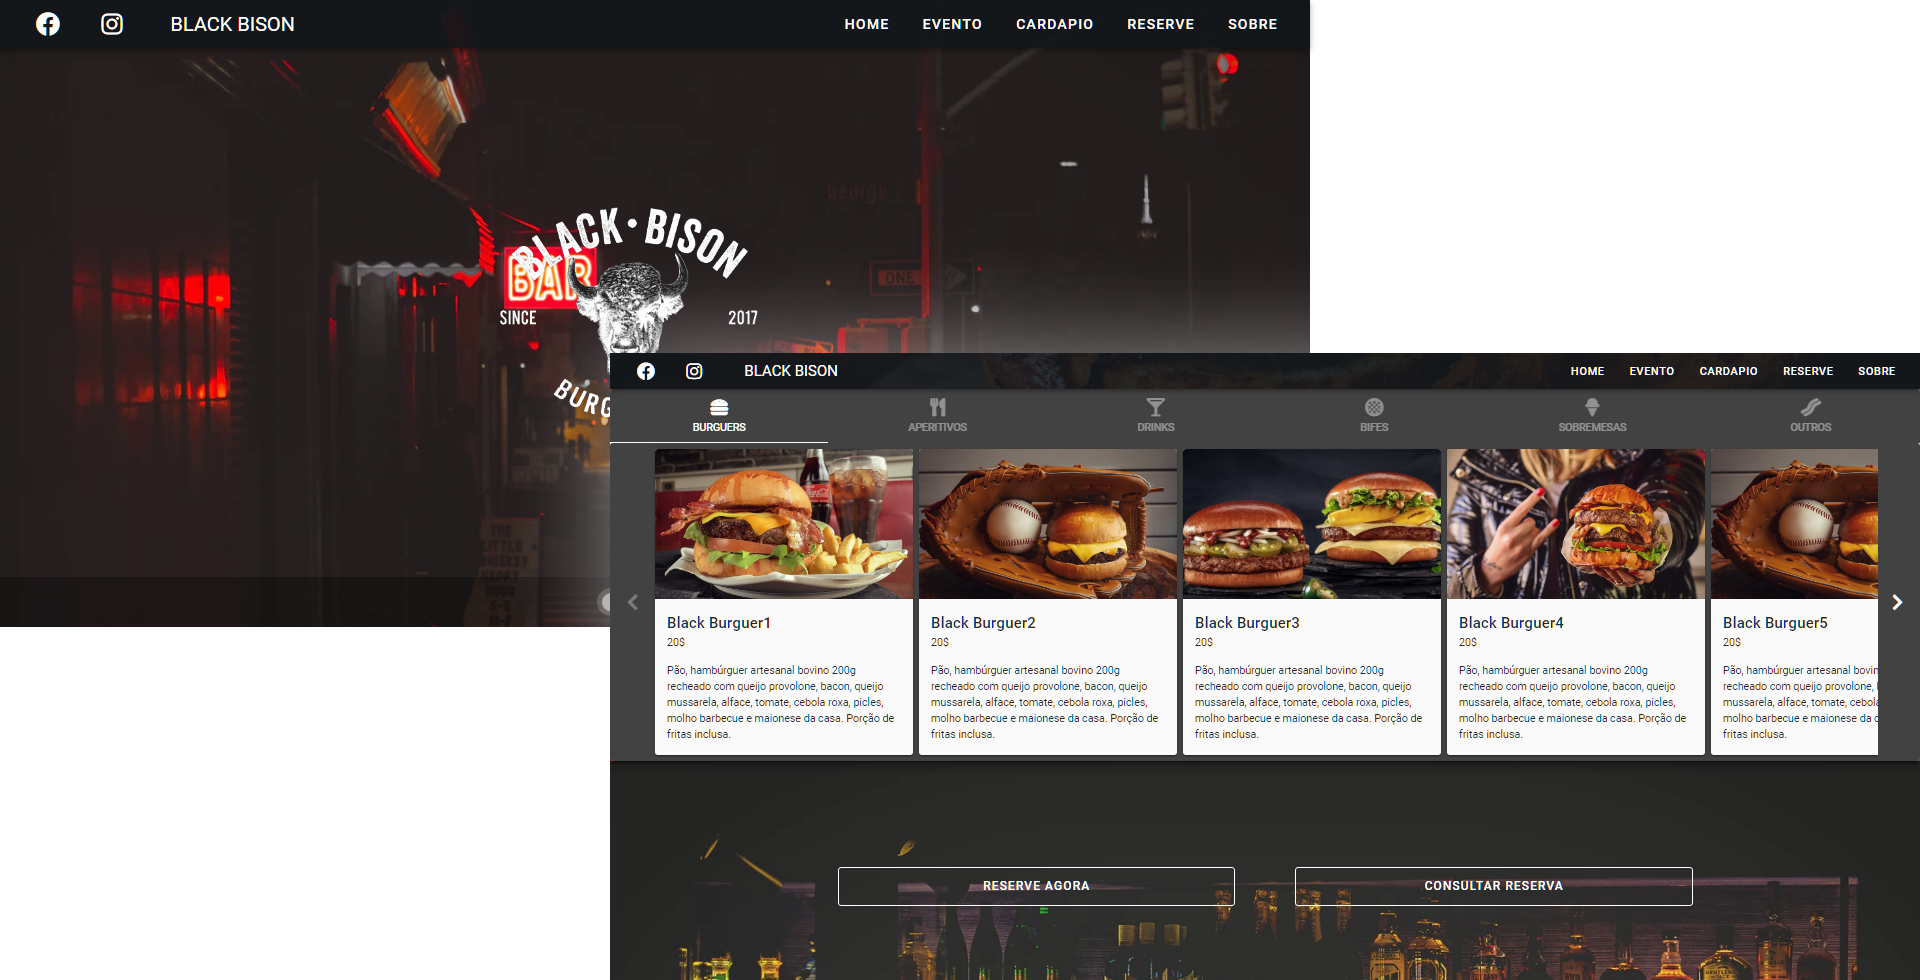 BLACK BISON
HOME EVENTO CARDAPIO RESERVE SOBRE
George
BLACK • BISON
BAR
ONE
SINCE 2017
BURG
THE
LITTLE
WHISKEY
HAPPY
HOUR
BLACK BISON
HOME EVENTO CARDAPIO RESERVE SOBRE
BURGUERS APERITIVOS DRINKS BIFES SOBREMESAS OUTROS
Black Burguer1
20$
Pão, hambúrguer artesanal bovino 200g
recheado com queijo provolone, bacon, queijo
mussarela, alface, tomate, cebola roxa, picles,
molho barbecue e maionese da casa. Porção de
fritas inclusa.
Black Burguer2
20$
Pão, hambúrguer artesanal bovino 200g
recheado com queijo provolone, bacon, queijo
mussarela, alface, tomate, cebola roxa, picles,
molho barbecue e maionese da casa. Porção de
fritas inclusa.
Black Burguer3
20$
Pão, hambúrguer artesanal bovino 200g
recheado com queijo provolone, bacon, queijo
mussarela, alface, tomate, cebola roxa, picles,
molho barbecue e maionese da casa. Porção de
fritas inclusa.
Black Burguer4
20$
Pão, hambúrguer artesanal bovino 200g
recheado com queijo provolone, bacon, queijo
mussarela, alface, tomate, cebola roxa, picles,
molho barbecue e maionese da casa. Porção de
fritas inclusa.
Black Burguer5
20$
Pão, hambúrguer artesanal bovin
recheado com queijo provolone,
mussarela, alface, tomate, cebola
molho barbecue e maionese da c
fritas inclusa.
RESERVE AGORA
CONSULTAR RESERVA